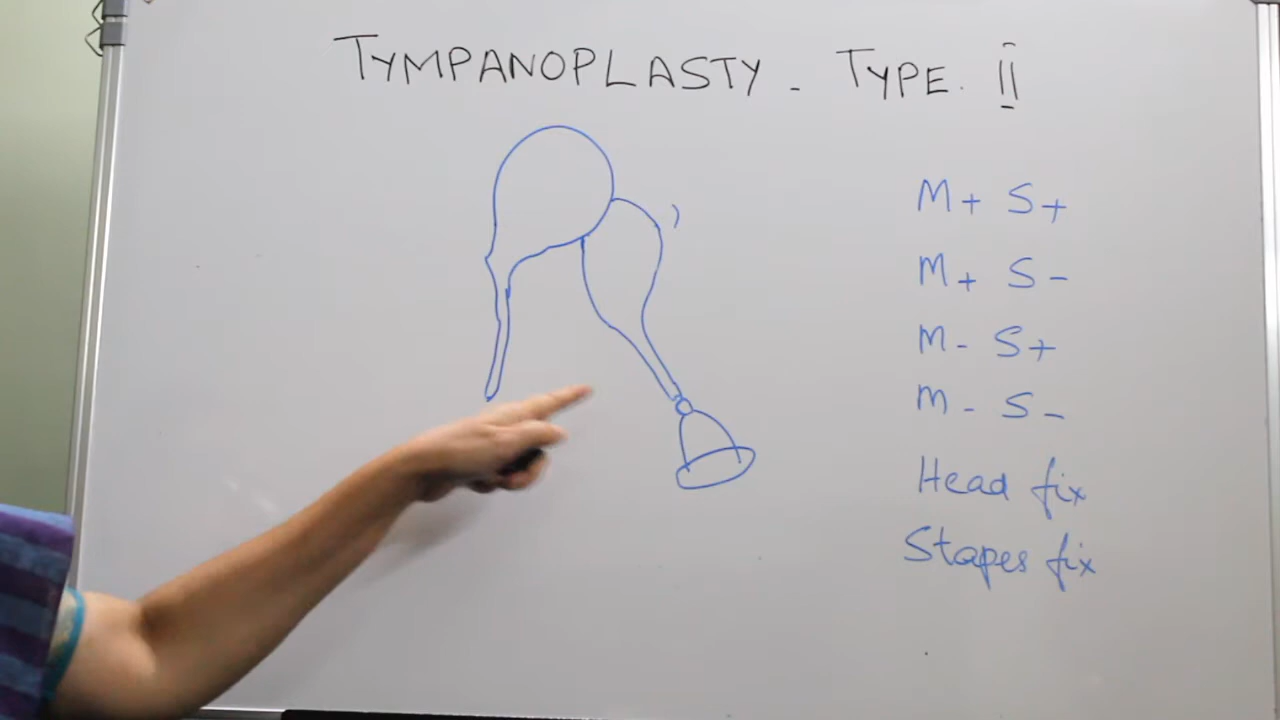 TYMPANOPLASTY - TYPE. II
M+ S+
M+ S-
M- S+
M- S-
Head fix
Stapes fix